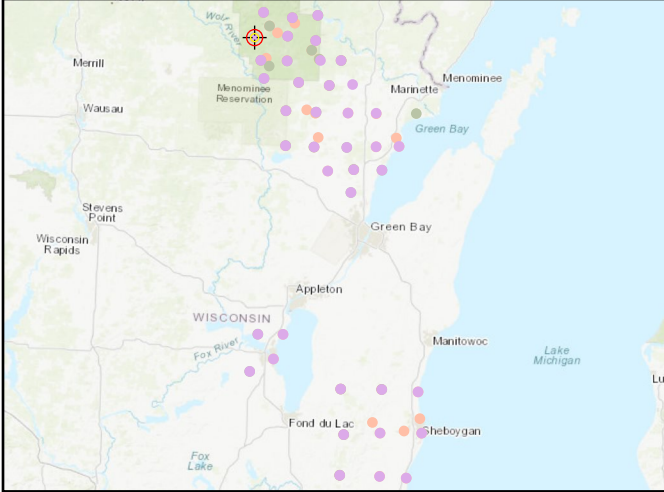 Wolf River
Merrill
Menominee
Marinette
Menominee
Reservation
Wausau
Green Bay
Stevens
Point
Green Bay
Wisconsin
Rapids
Appleton
WISCONSIN
Fox River
Manitowoc
Lake
Michigan
Lu
Fond du Lac
Sheboygan
Fox
Lake